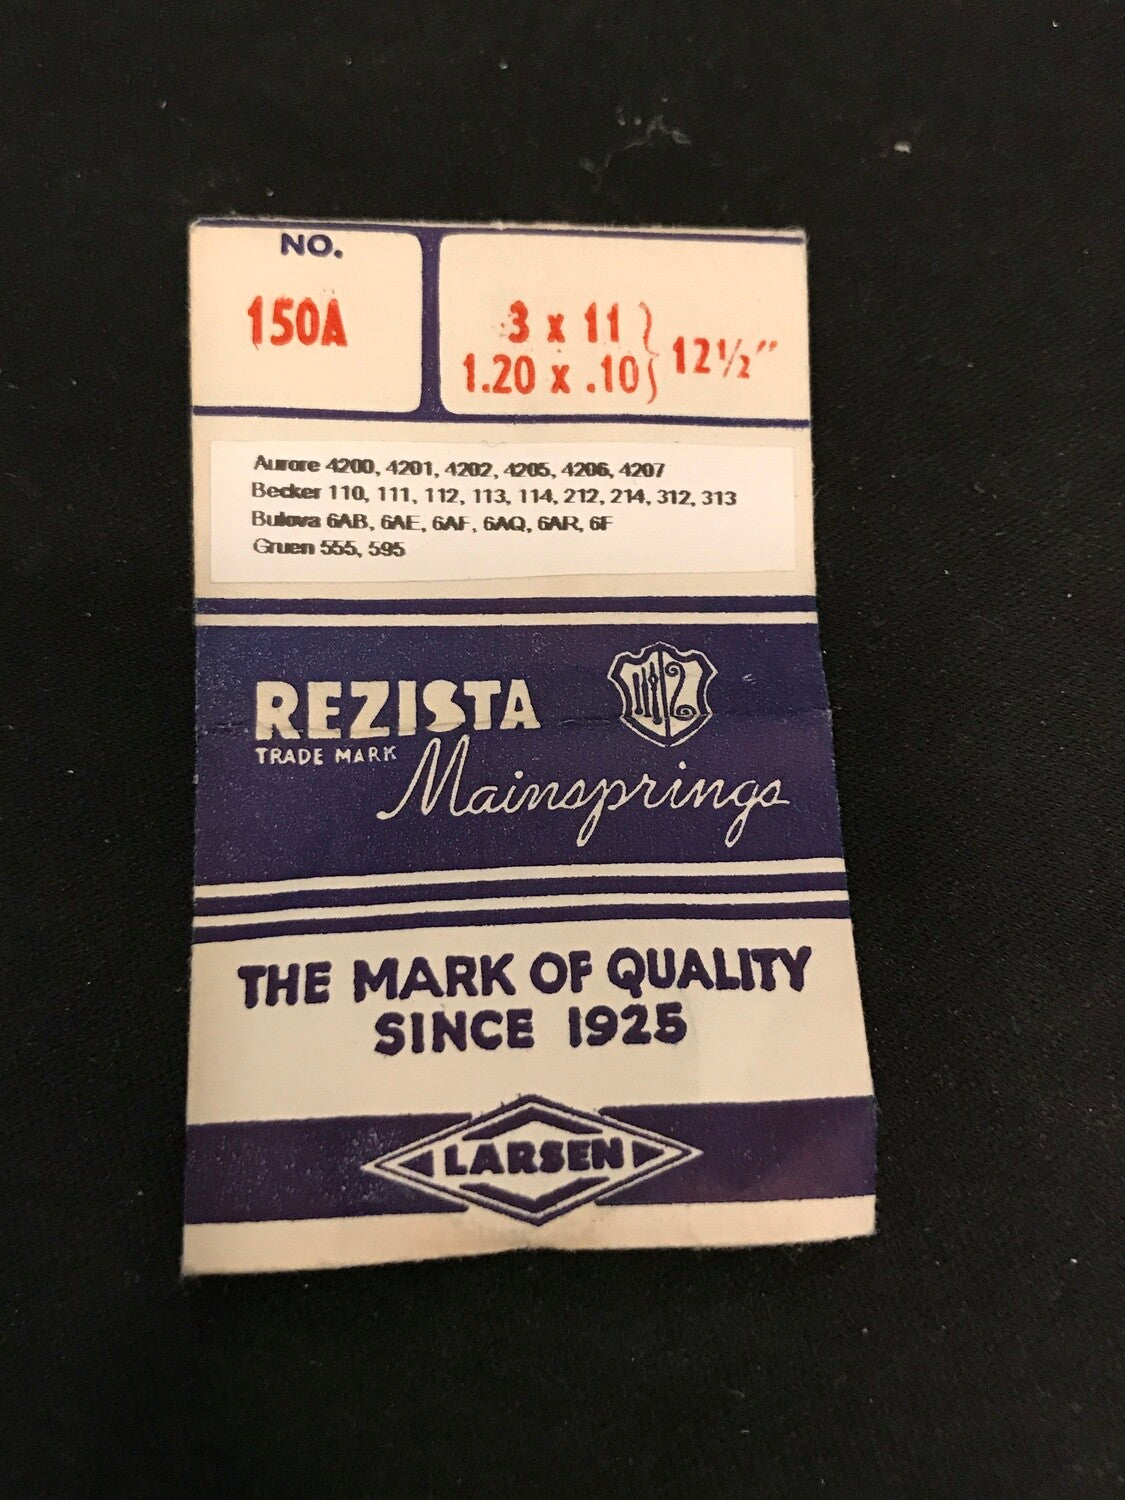 NO.
150A
3 x 11
1.20 x .10
12½"
Aurore 4200, 4201, 4202, 4205, 4206, 4207
Becker 110, 111, 112, 113, 114, 212, 214, 312, 313
Bulova 6AB, 6AE, 6AF, 6AQ, 6AR, 6F
Gruen 555, 595
REZISTA
TRADE MARK
Mainsprings
THE MARK OF QUALITY
SINCE 1925
LARSEN